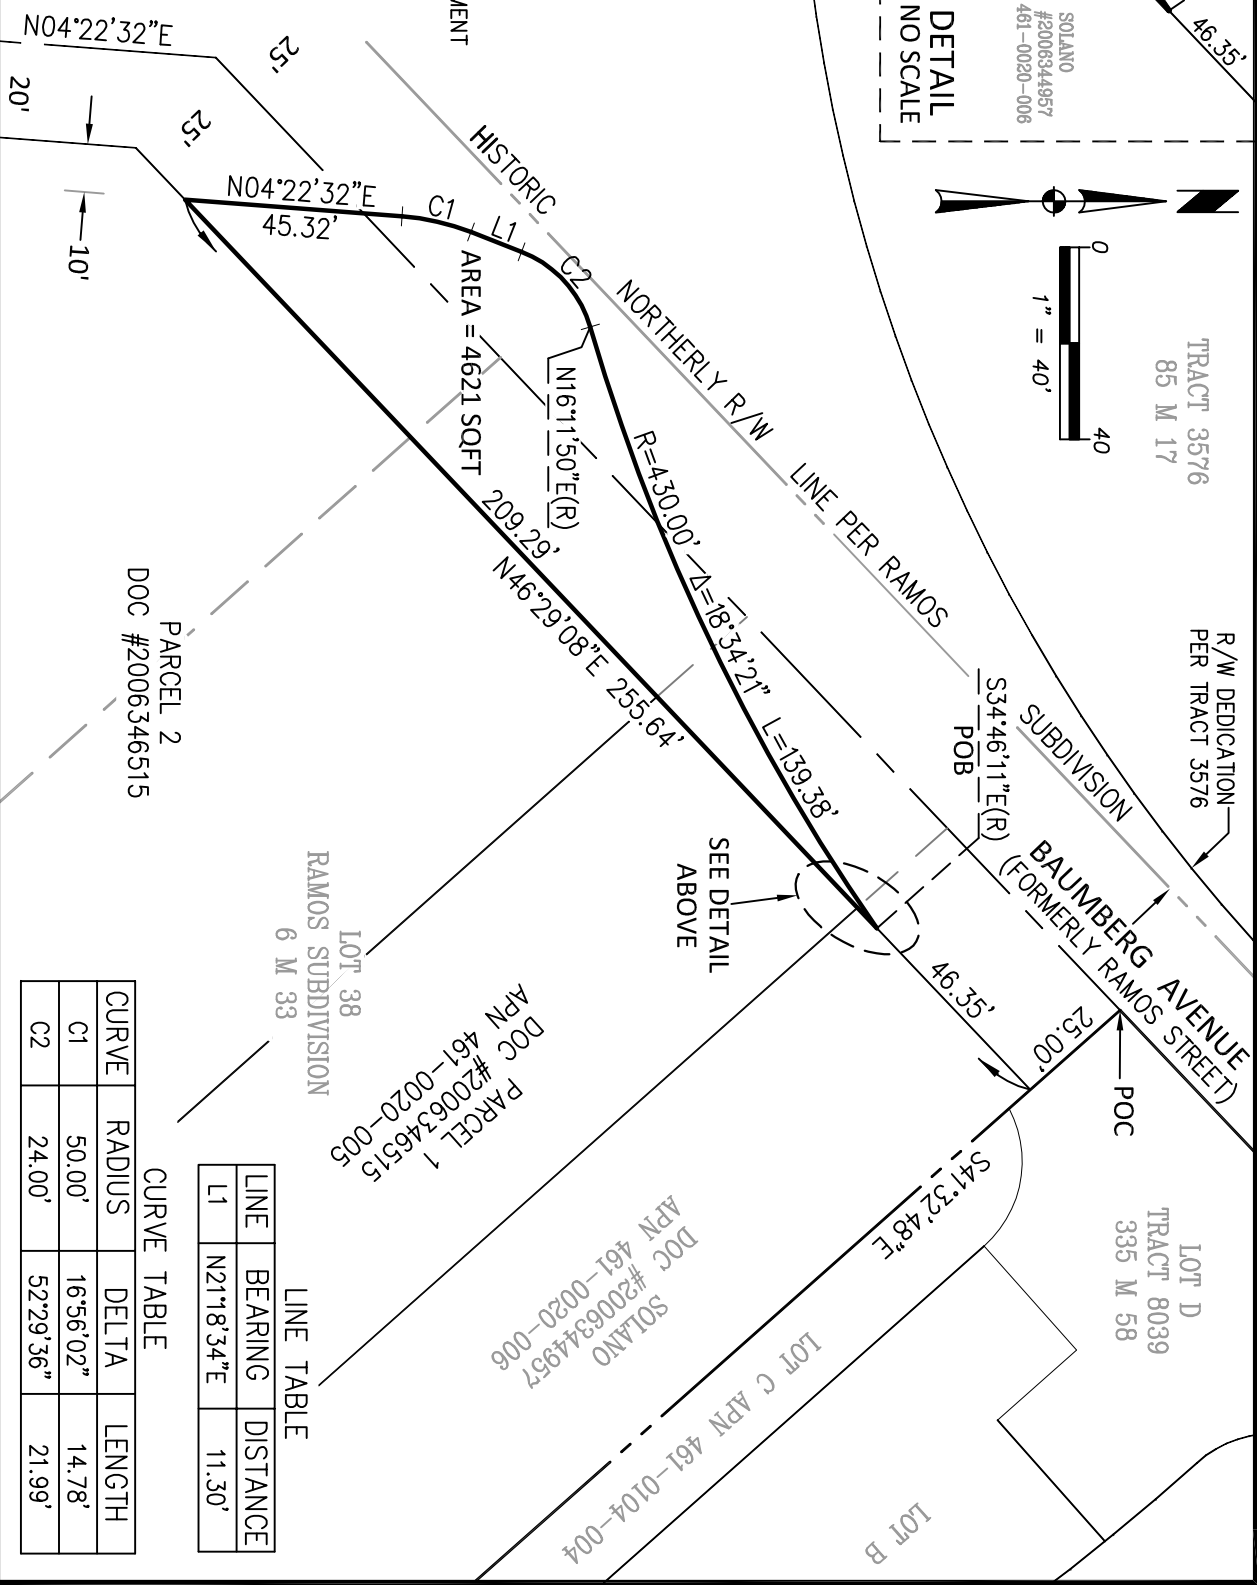 N04°22'32"E
20'
25'
25'
10'
MENT
SOLANO
#2006344957
461-0020-006
DETAIL
NO SCALE
46.35'
0
40
1" = 40'
TRACT 3576
85 M 17
HISTORIC
NORTHERLY R/W
LINE PER RAMOS
SUBDIVISION
R/W DEDICATION
PER TRACT 3576
N04°22'32"E
45.32'
C1
L1
C2
AREA = 4621 SQFT
N16°11'50"E(R)
R=430.00'
Δ=18°34'21"
L=139.38'
209.29'
N46°29'08"E 255.64'
S34°46'11"E(R)
POB
SEE DETAIL
ABOVE
BAUMBERG AVENUE
(FORMERLY RAMOS STREET)
46.35'
25.00'
POC
S41°32'48"E
PARCEL 2
DOC #2006346515
LOT 38
RAMOS SUBDIVISION
6 M 33
PARCEL 1
DOC #2006346515
APN 461-0020-005
SOLANO
DOC #2006344957
APN 461-0020-006
LOT D
TRACT 8039
335 M 58
LOT C APN 461-0104-004
LOT B
LINE TABLE
LINE BEARING DISTANCE
L1 N21°18'34"E 11.30'
CURVE TABLE
CURVE RADIUS DELTA LENGTH
C1 50.00' 16°56'02" 14.78'
C2 24.00' 52°29'36" 21.99'